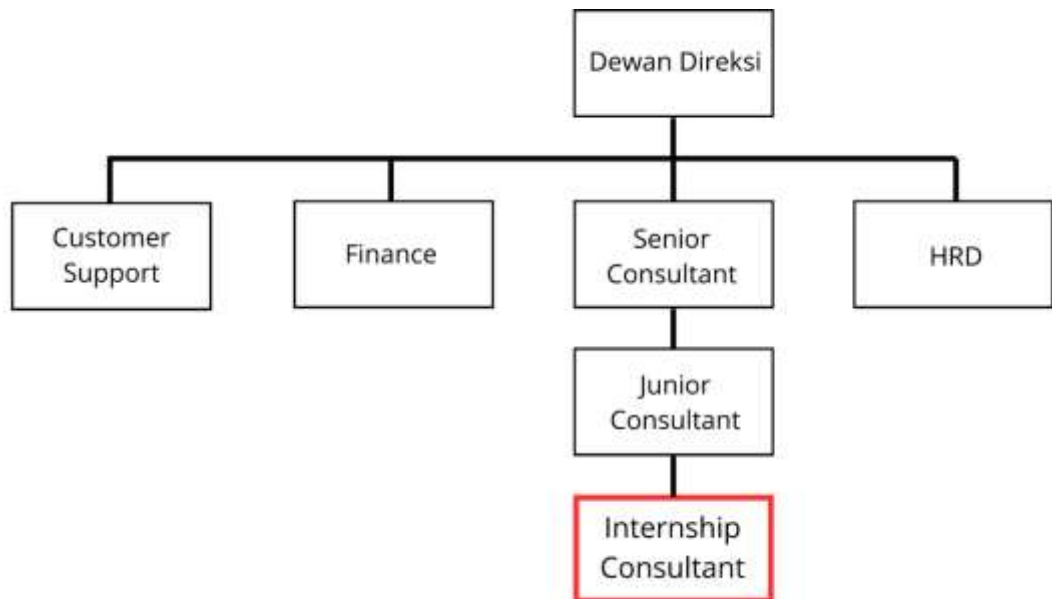 Dewan Direksi
Customer
Support
Finance
Senior
Consultant
HRD
Junior
Consultant
Internship
Consultant